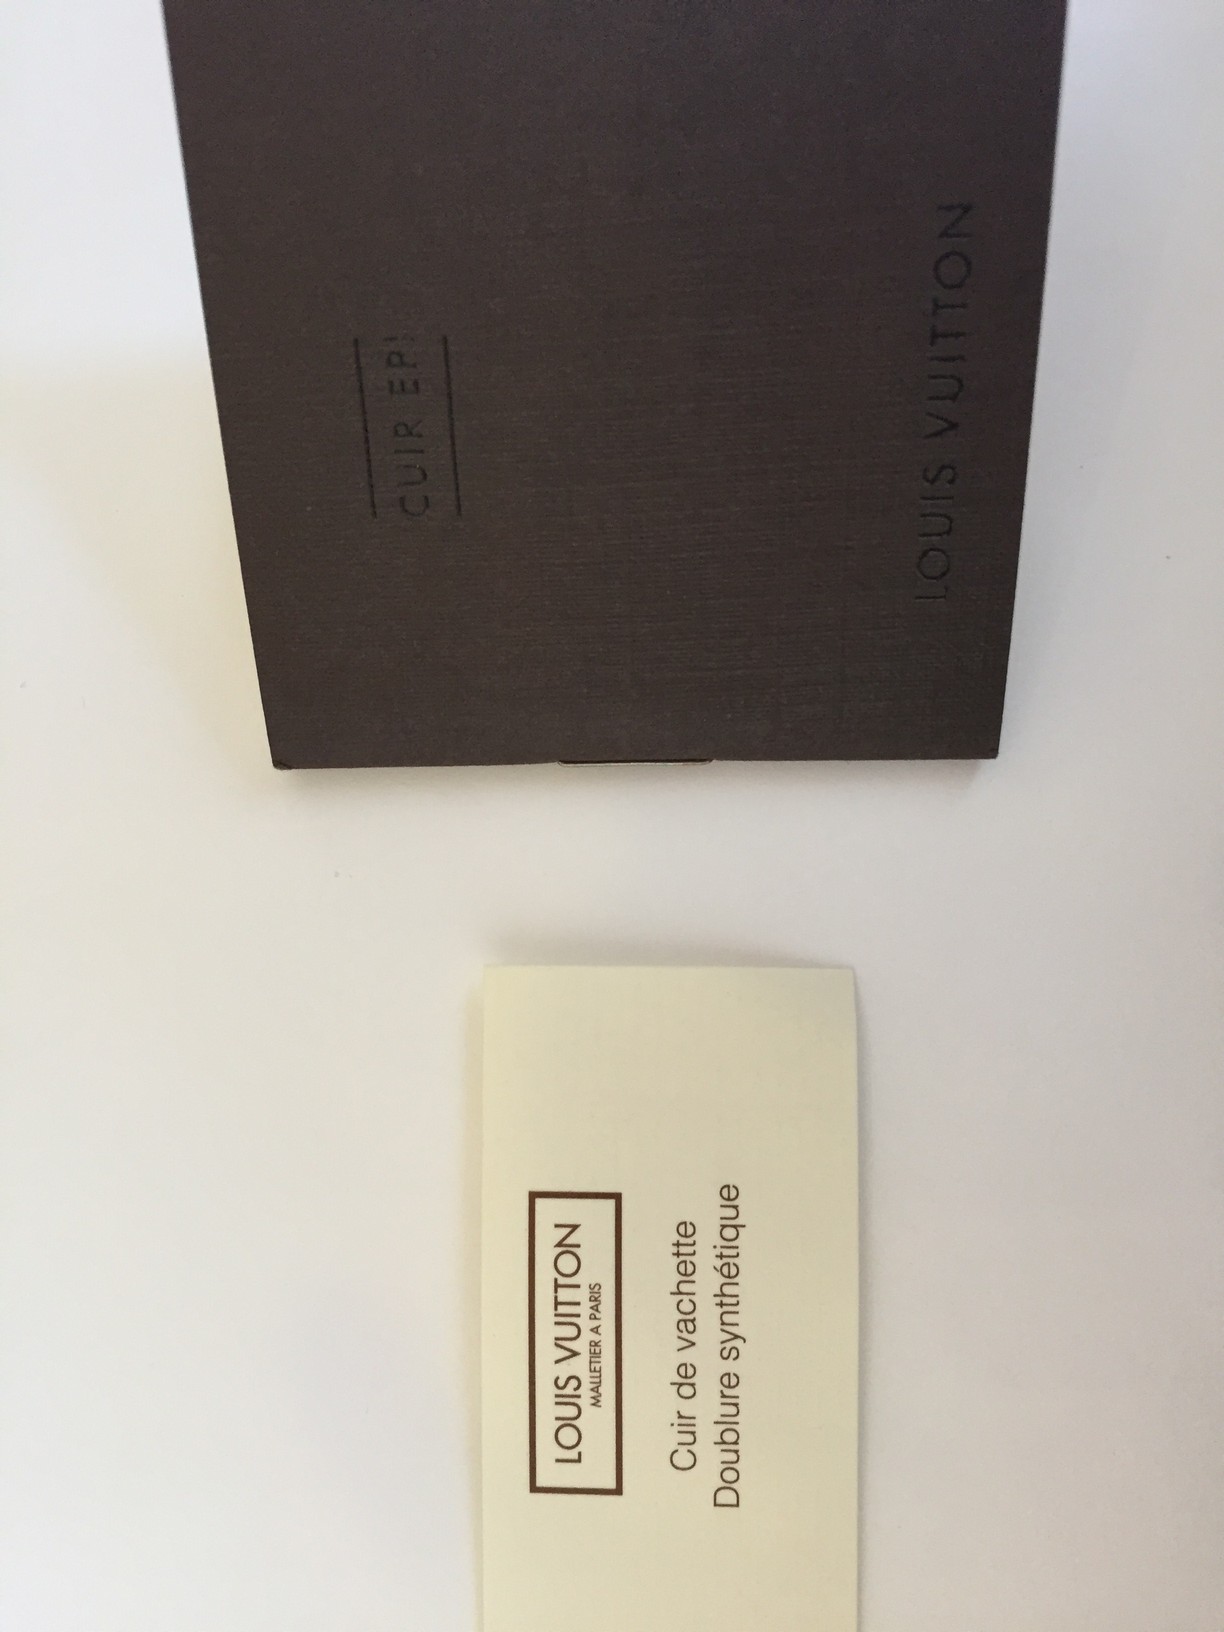 CUIR EPI
LOUIS VUITTON
LOUIS VUITTON
MALLETIER A PARIS
Cuir de vachette
Doublure synthétique